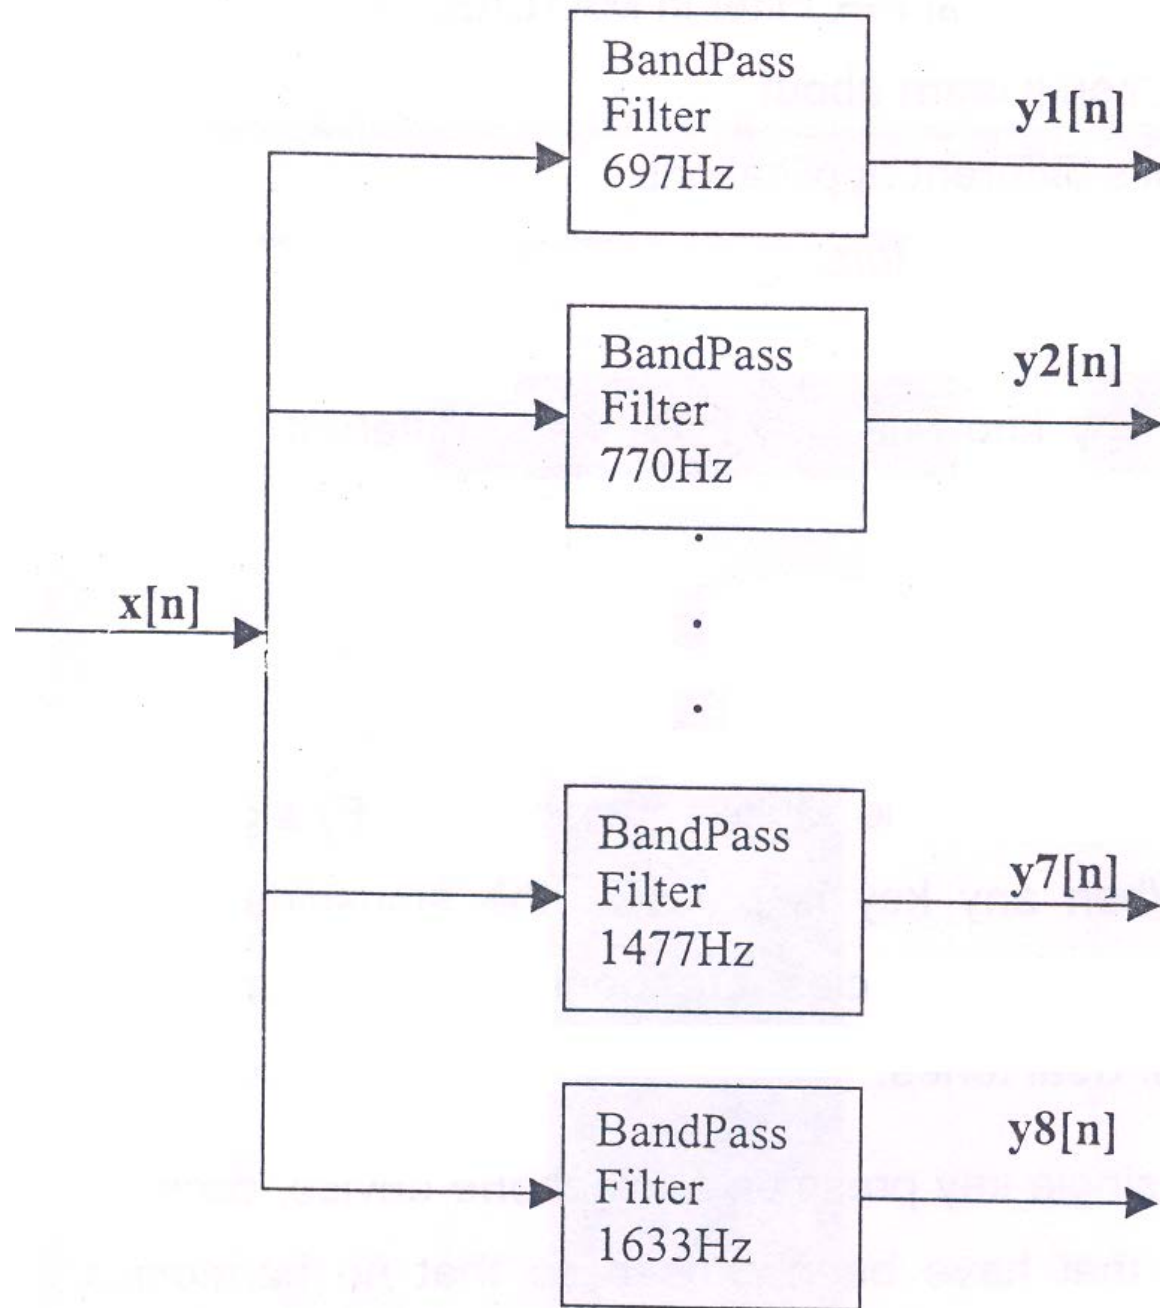 BandPass
Filter
697Hz
y1[n]
BandPass
Filter
770Hz
y2[n]
x[n]
BandPass
Filter
1477Hz
y7[n]
BandPass
Filter
1633Hz
y8[n]